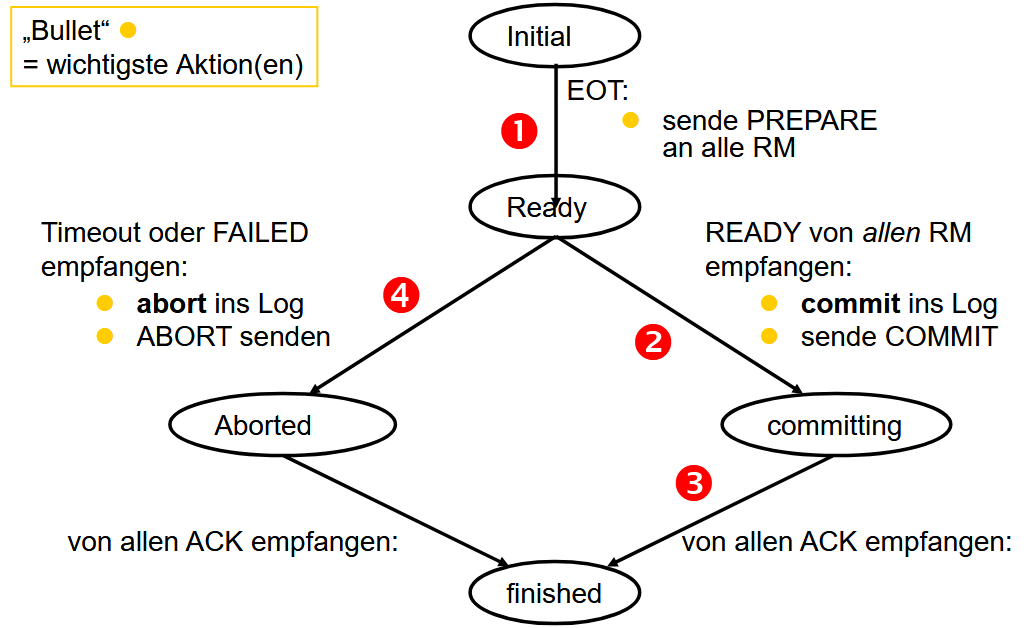 „Bullet“
= wichtigste Aktion(en)
Initial
EOT:
1
sende PREPARE
an alle RM
Ready
Timeout oder FAILED
empfangen:
abort ins Log
ABORT senden
4
READY von allen RM
empfangen:
commit ins Log
sende COMMIT
2
Aborted
committing
3
von allen ACK empfangen:
von allen ACK empfangen:
finished